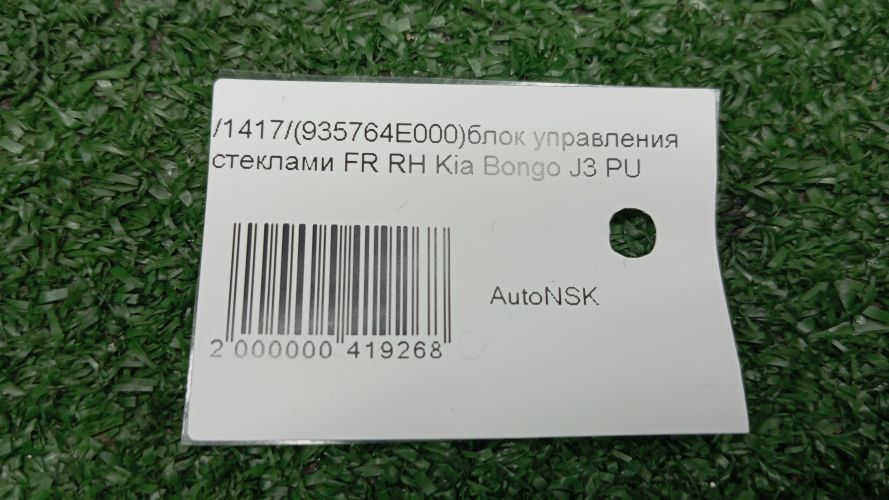 /1417/(935764E000)блок управления
стеклами FR RH Kia Bongo J3 PU
AutoNSK
2 000000 419268